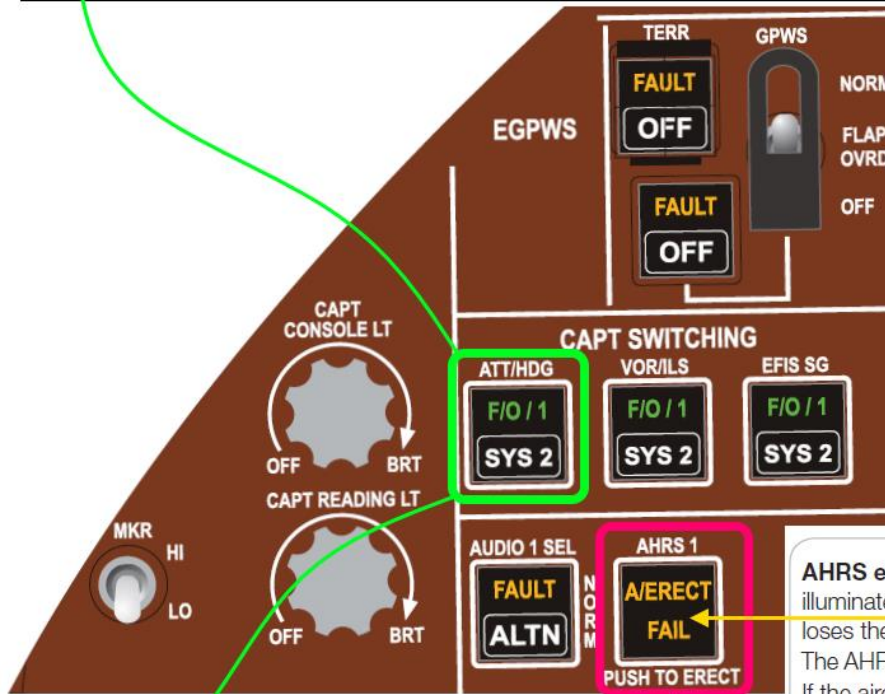 TERR
GPWS
FAULT
OFF
EGPWS
NORM
FLAP
OVRD
OFF
FAULT
OFF
CAPT
CONSOLE LT
OFF
BRT
CAPT SWITCHING
ATT/HDG
VOR/ILS
EFIS SG
F/O / 1
SYS 2
F/O / 1
SYS 2
F/O / 1
SYS 2
CAPT READING LT
OFF
BRT
MKR
HI
LO
AUDIO 1 SEL
FAULT
ALTN
NORM
AHRS 1
A/ERECT
FAIL
PUSH TO ERECT
AHRS e
illuminate
loses the
The AHR
If the airc